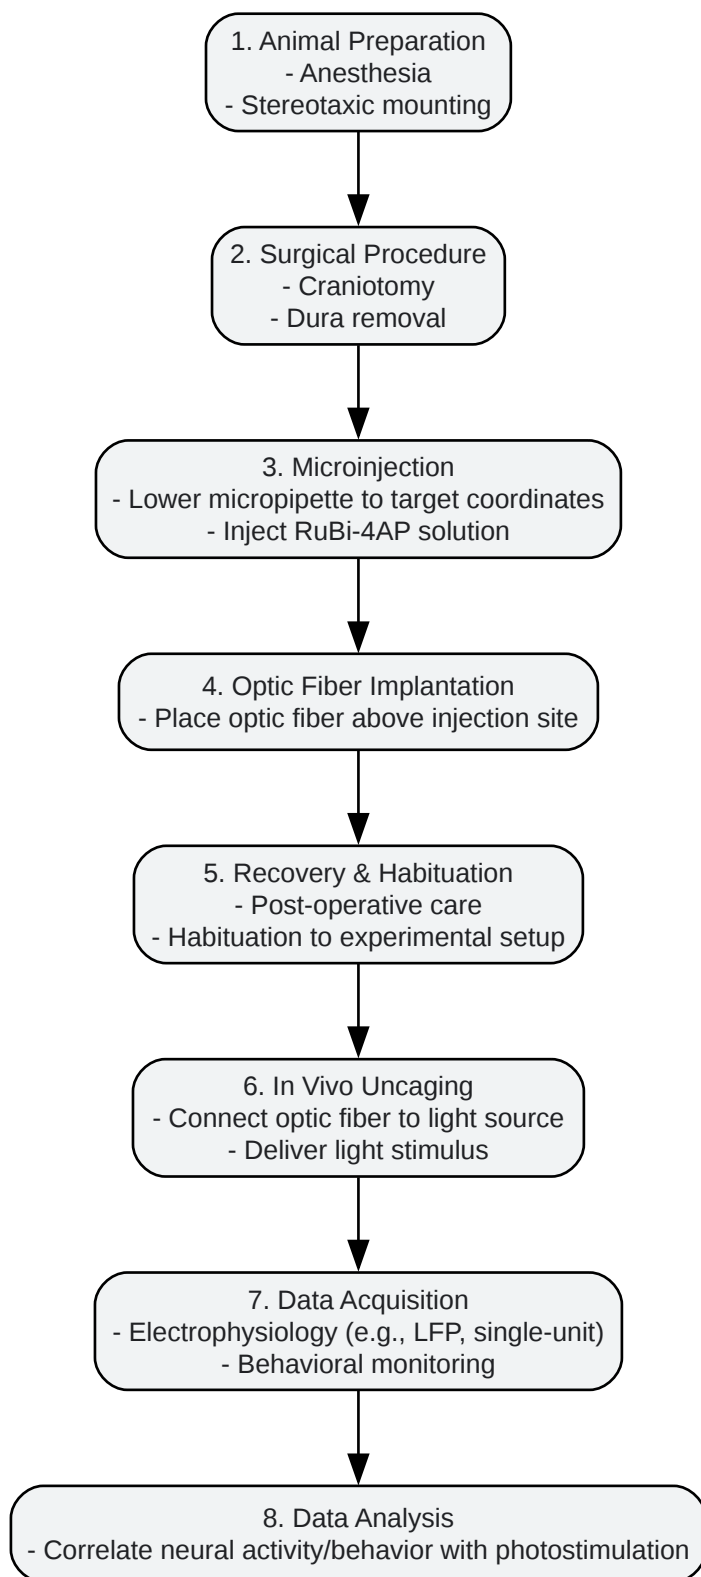 1. Animal Preparation
- Anesthesia
- Stereotaxic mounting
2. Surgical Procedure
- Craniotomy
- Dura removal
3. Microinjection
- Lower micropipette to target coordinates
- Inject RuBi-4AP solution
4. Optic Fiber Implantation
- Place optic fiber above injection site
5. Recovery & Habituation
- Post-operative care
- Habituation to experimental setup
6. In Vivo Uncaging
- Connect optic fiber to light source
- Deliver light stimulus
7. Data Acquisition
- Electrophysiology (e.g., LFP, single-unit)
- Behavioral monitoring
8. Data Analysis
- Correlate neural activity/behavior with photostimulation